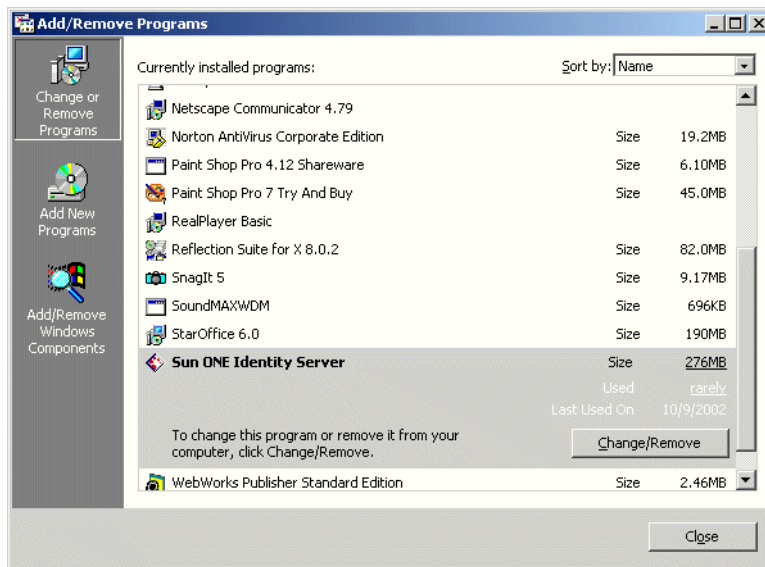 Add/Remove Programs
Change or
Remove
Programs
Add New
Programs
Add/Remove
Windows
Components
Currently installed programs:
Sort by: Name
Netscape Communicator 4.79
Norton AntiVirus Corporate Edition Size 19.2MB
Paint Shop Pro 4.12 Shareware Size 6.10MB
Paint Shop Pro 7 Try And Buy Size 45.0MB
RealPlayer Basic
Reflection Suite for X 8.0.2 Size 82.0MB
SnagIt 5 Size 9.17MB
SoundMAXWDM Size 696KB
StarOffice 6.0 Size 190MB
Sun ONE Identity Server Size 276MB
Used rarely
Last Used On 10/9/2002
To change this program or remove it from your
computer, click Change/Remove.
Change/Remove
WebWorks Publisher Standard Edition Size 2.46MB
Close